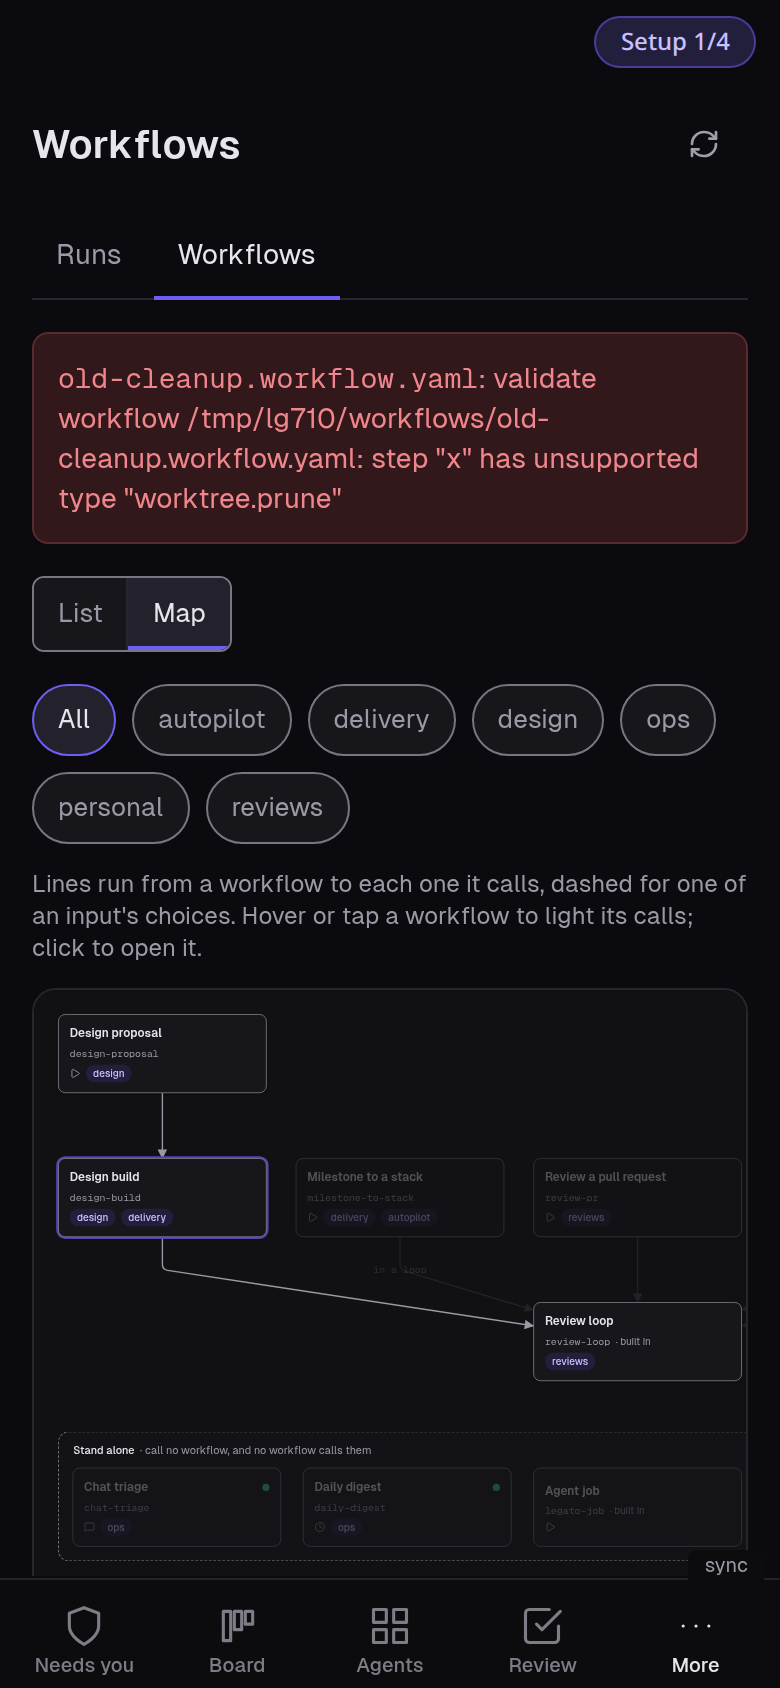 Setup 1/4
Workflows
Runs Workflows
old-cleanup.workflow.yaml: validate
workflow /tmp/lg710/workflows/old-
cleanup.workflow.yaml: step "x" has unsupported
type "worktree.prune"
List Map
All autopilot delivery design ops
personal reviews
Lines run from a workflow to each one it calls, dashed for one of
an input's choices. Hover or tap a workflow to light its calls;
click to open it.
Design proposal
design-proposal
design
Design build
design-build
design delivery
Milestone to a stack
milestone-to-stack
delivery autopilot
Review a pull request
review-pr
reviews
in a loop
Review loop
review-loop · built in
reviews
Stand alone · call no workflow, and no workflow calls them
Chat triage
chat-triage
ops
Daily digest
daily-digest
ops
Agent job
legato-job · built in
sync
Needs you Board Agents Review More